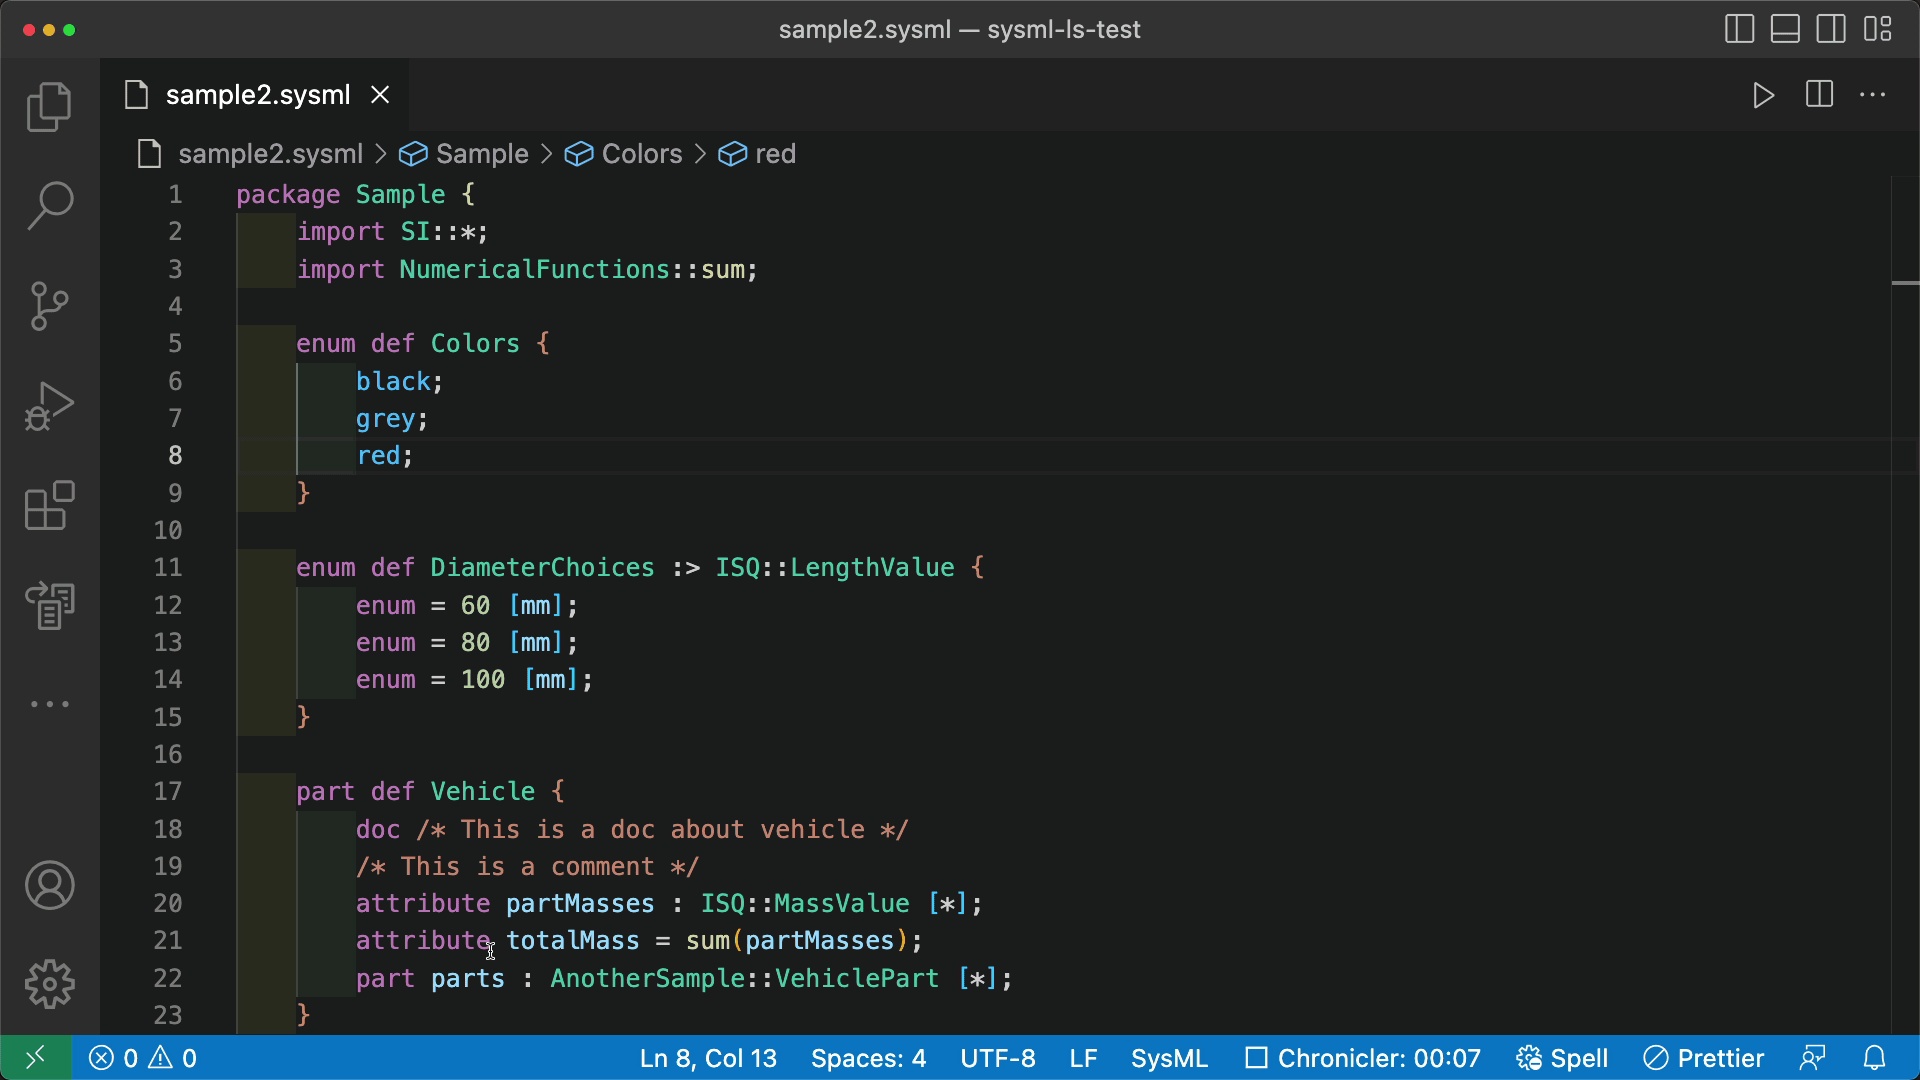 sample2.sysml — sysml-ls-test
sample2.sysml
sample2.sysml > Sample > Colors > red
1 package Sample {
2     import SI::*;
3     import NumericalFunctions::sum;
4
5     enum def Colors {
6         black;
7         grey;
8         red;
9     }
10
11     enum def DiameterChoices :> ISQ::LengthValue {
12         enum = 60 [mm];
13         enum = 80 [mm];
14         enum = 100 [mm];
15     }
16
17     part def Vehicle {
18         doc /* This is a doc about vehicle */
19         /* This is a comment */
20         attribute partMasses : ISQ::MassValue [*];
21         attribute totalMass = sum(partMasses);
22         part parts : AnotherSample::VehiclePart [*];
23     }
0 0 Ln 8, Col 13 Spaces: 4 UTF-8 LF SysML Chronicler: 00:07 Spell Prettier